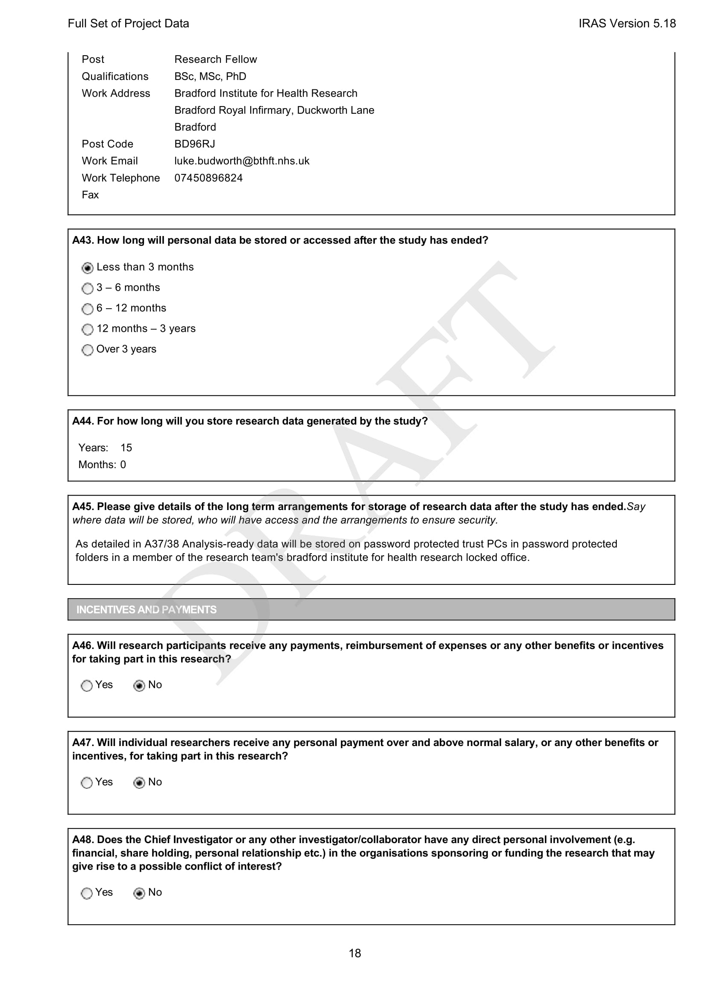 Full Set of Project Data IRAS Version 5.18
Post Research Fellow
Qualifications BSc, MSc, PhD
Work Address Bradford Institute for Health Research
Bradford Royal Infirmary, Duckworth Lane
Bradford
Post Code BD96RJ
Work Email luke.budworth@bthft.nhs.uk
Work Telephone 07450896824
Fax
A43. How long will personal data be stored or accessed after the study has ended?
Less than 3 months
3 – 6 months
6 – 12 months
12 months – 3 years
Over 3 years
A44. For how long will you store research data generated by the study?
Years: 15
Months: 0
A45. Please give details of the long term arrangements for storage of research data after the study has ended.Say
where data will be stored, who will have access and the arrangements to ensure security.
As detailed in A37/38 Analysis-ready data will be stored on password protected trust PCs in password protected
folders in a member of the research team's bradford institute for health research locked office.
INCENTIVES AND PAYMENTS
A46. Will research participants receive any payments, reimbursement of expenses or any other benefits or incentives
for taking part in this research?
Yes No
A47. Will individual researchers receive any personal payment over and above normal salary, or any other benefits or
incentives, for taking part in this research?
Yes No
A48. Does the Chief Investigator or any other investigator/collaborator have any direct personal involvement (e.g.
financial, share holding, personal relationship etc.) in the organisations sponsoring or funding the research that may
give rise to a possible conflict of interest?
Yes No
18
DRAFT